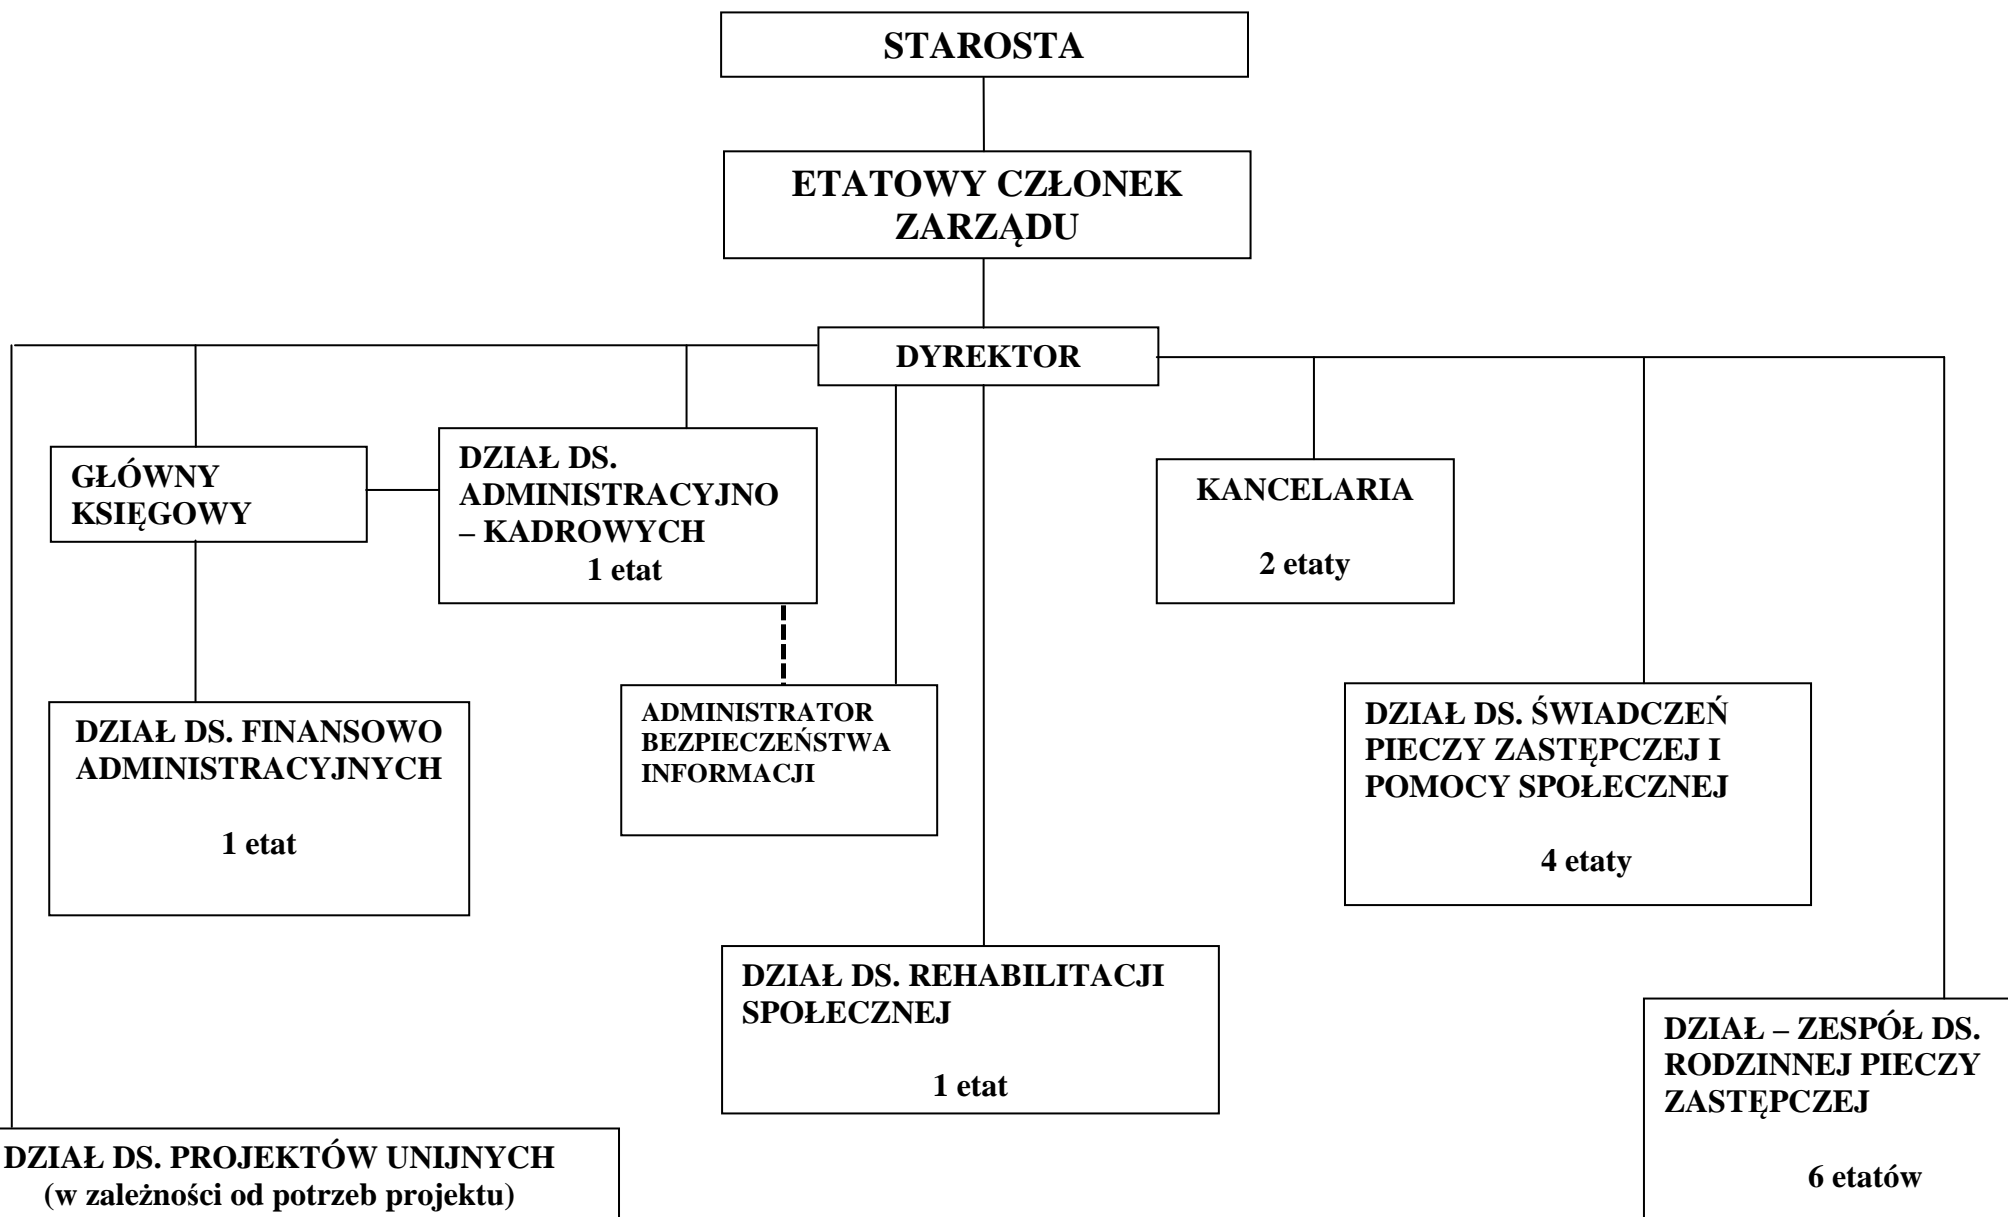 STAROSTA
ETATOWY CZŁONEK
ZARZĄDU
DYREKTOR
GŁÓWNY
KSIĘGOWY
DZIAŁ DS.
ADMINISTRACYJNO
– KADROWYCH
1 etat
KANCELARIA
2 etaty
DZIAŁ DS. FINANSOWO
ADMINISTRACYJNYCH
1 etat
ADMINISTRATOR
BEZPIECZEŃSTWA
INFORMACJI
DZIAŁ DS. ŚWIADCZEŃ
PIECZY ZASTĘPCZEJ I
POMOCY SPOŁECZNEJ
4 etaty
DZIAŁ DS. REHABILITACJI
SPOŁECZNEJ
1 etat
DZIAŁ – ZESPÓŁ DS.
RODZINNEJ PIECZY
ZASTĘPCZEJ
6 etatów
DZIAŁ DS. PROJEKTÓW UNIJNYCH
(w zależności od potrzeb projektu)